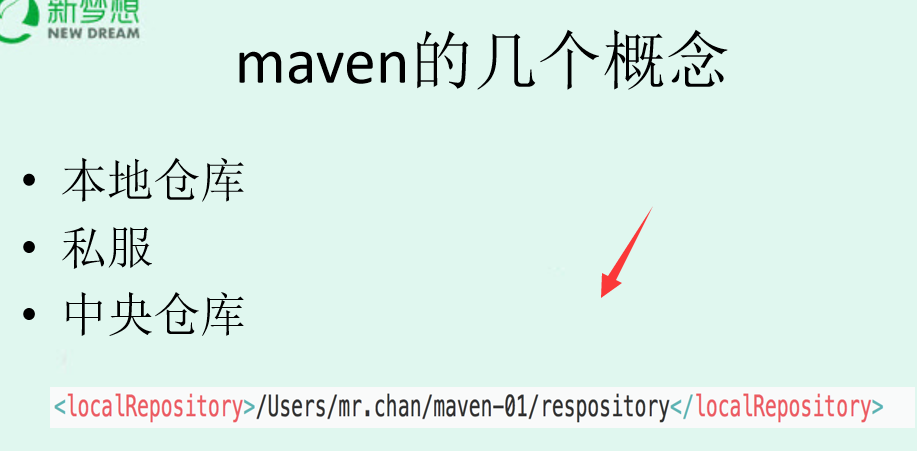 新梦想
NEW DREAM
maven的几个概念
• 本地仓库
• 私服
• 中央仓库
<localRepository>/Users/mr.chan/maven-01/respository</localRepository>